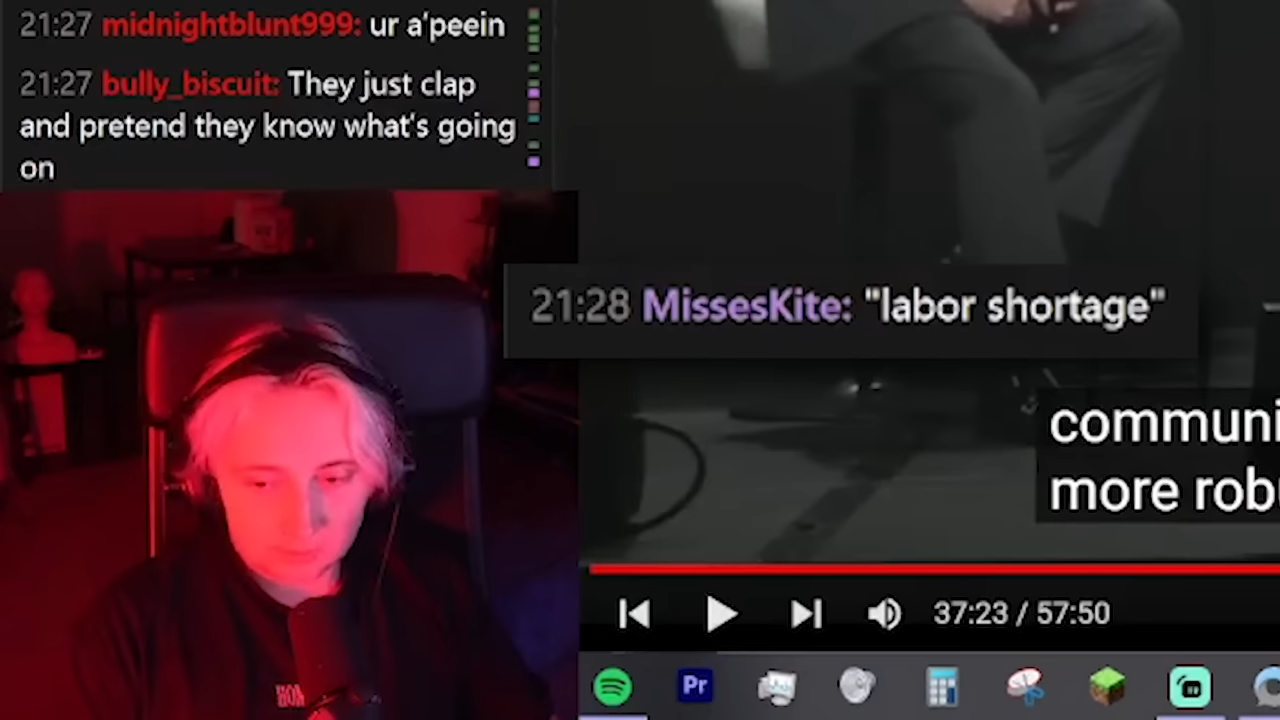 21:27 midnightblunt999: ur a'peein
21:27 bully_biscuit: They just clap
and pretend they know what's going
on
21:28 MissesKite: "labor shortage"
communi
more rob
37:23 / 57:50
Pr